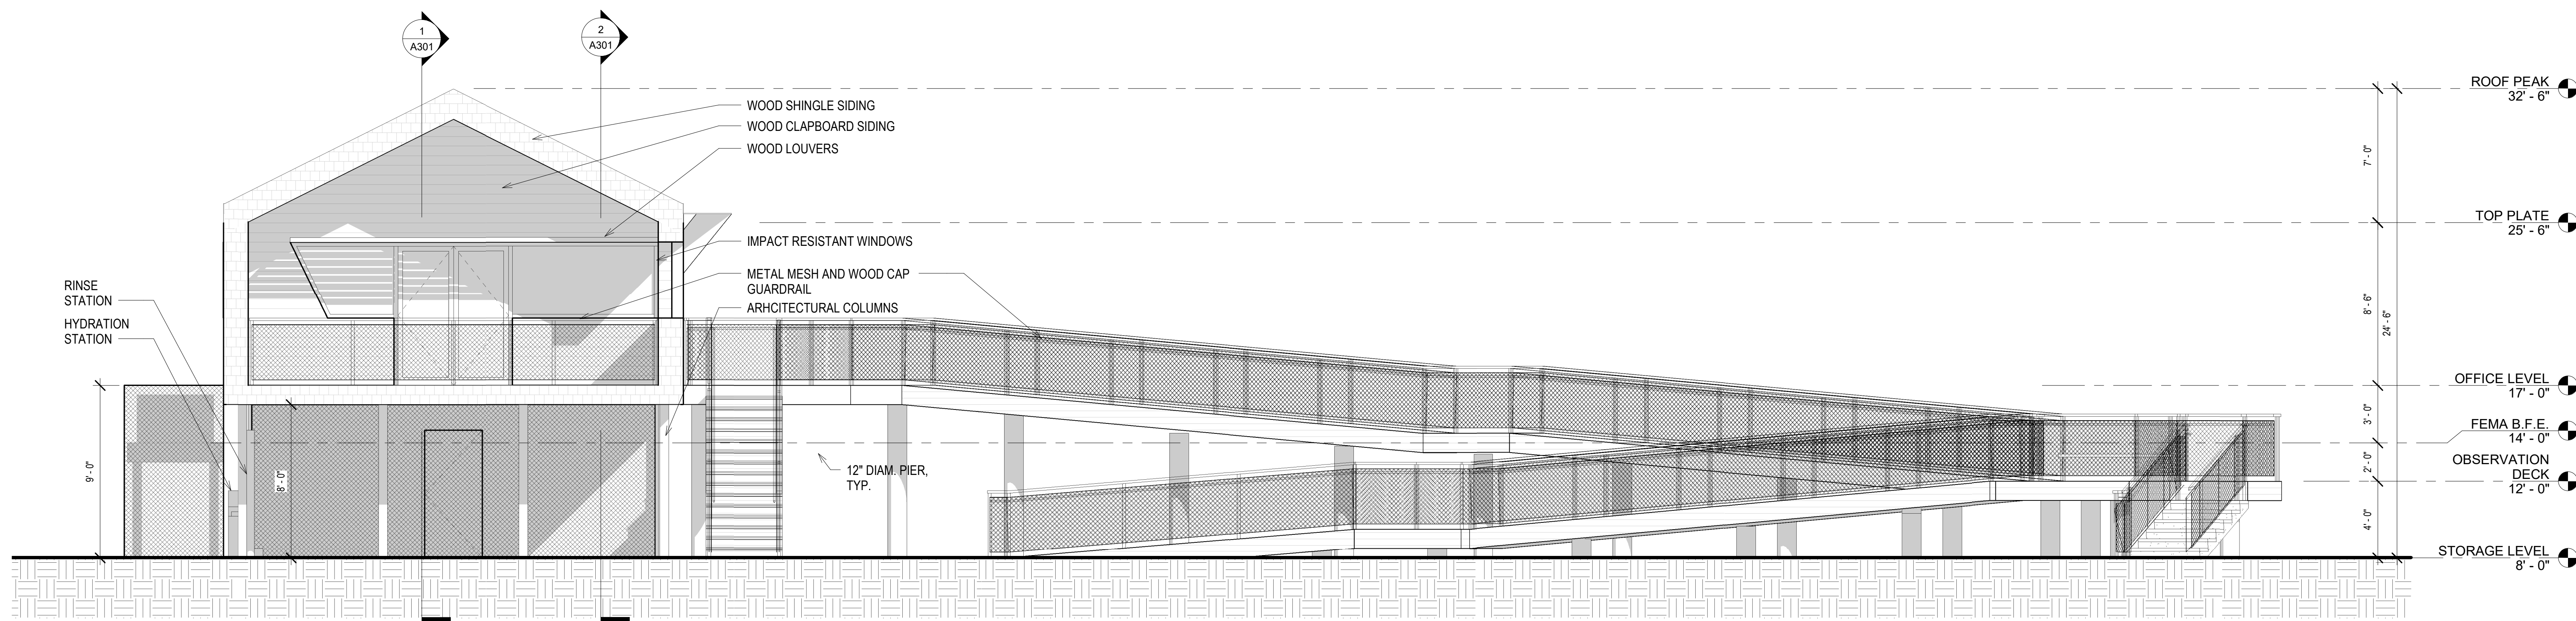 1
A301
2
A301
ROOF PEAK
32' - 6"
WOOD SHINGLE SIDING
WOOD CLAPBOARD SIDING
WOOD LOUVERS
7' - 0"
TOP PLATE
25' - 6"
IMPACT RESISTANT WINDOWS
METAL MESH AND WOOD CAP
GUARDRAIL
ARHCITECTURAL COLUMNS
RINSE
STATION
HYDRATION
STATION
8' - 6"
24' - 6"
OFFICE LEVEL
17' - 0"
3' - 0"
FEMA B.F.E.
14' - 0"
2' - 0"
OBSERVATION
DECK
12' - 0"
9' - 0"
8' - 0"
12" DIAM. PIER,
TYP.
4' - 0"
STORAGE LEVEL
8' - 0"